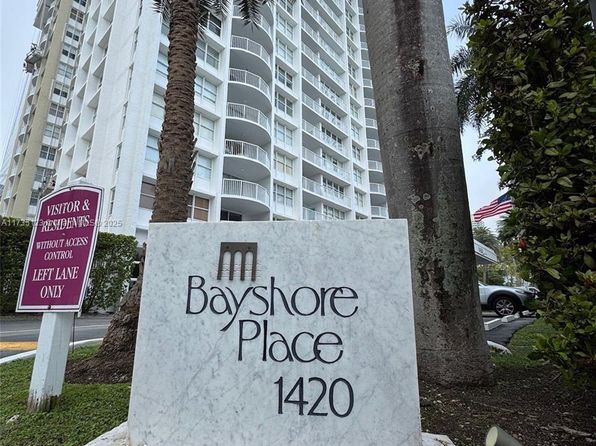 VISITOR &
RESIDENTS
WITHOUT ACCESS
CONTROL
LEFT LANE
ONLY
Bayshore
Place
1420